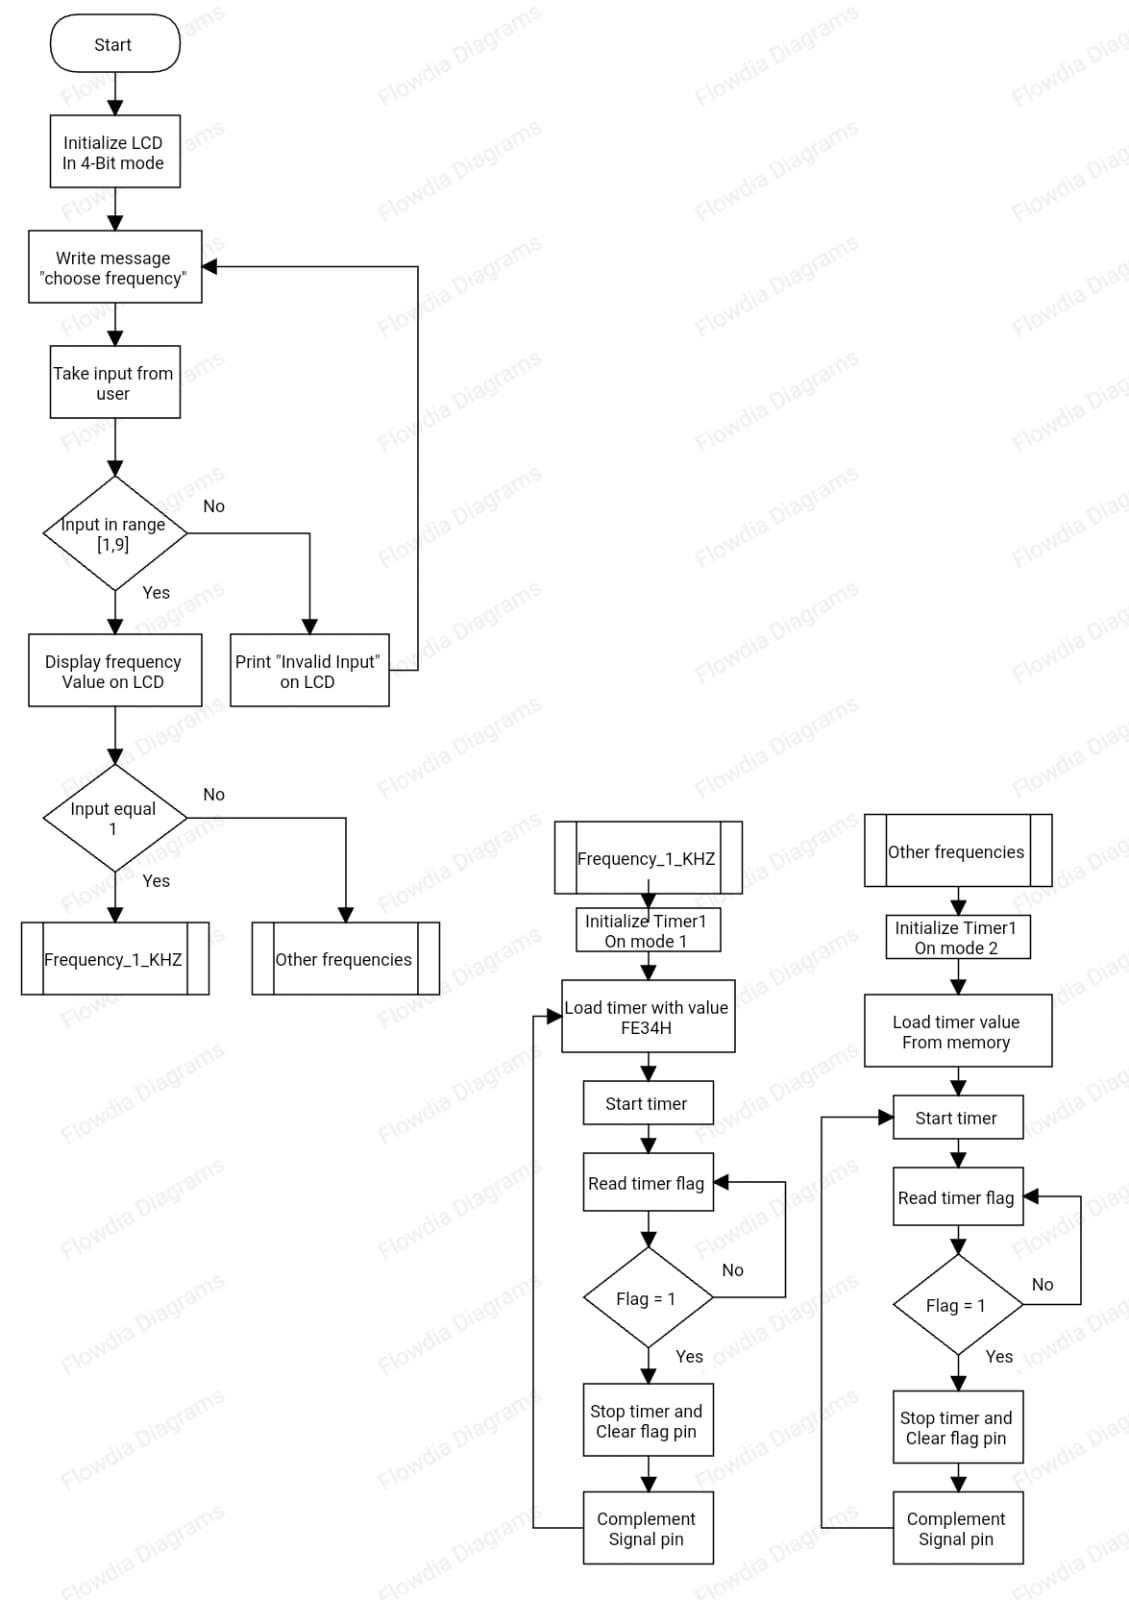 Start
Initialize LCD
In 4-Bit mode
Write message
"choose frequency"
Take input from
user
Input in range
[1,9]
No
Yes
Display frequency
Value on LCD
Print "Invalid Input"
on LCD
Input equal
1
No
Yes
Frequency_1_KHZ
Other frequencies
Frequency_1_KHZ
Initialize Timer1
On mode 1
Load timer with value
FE34H
Start timer
Read timer flag
Flag = 1
No
Yes
Stop timer and
Clear flag pin
Complement
Signal pin
Other frequencies
Initialize Timer1
On mode 2
Load timer value
From memory
Start timer
Read timer flag
Flag = 1
No
Yes
Stop timer and
Clear flag pin
Complement
Signal pin
Flowdia Diagrams